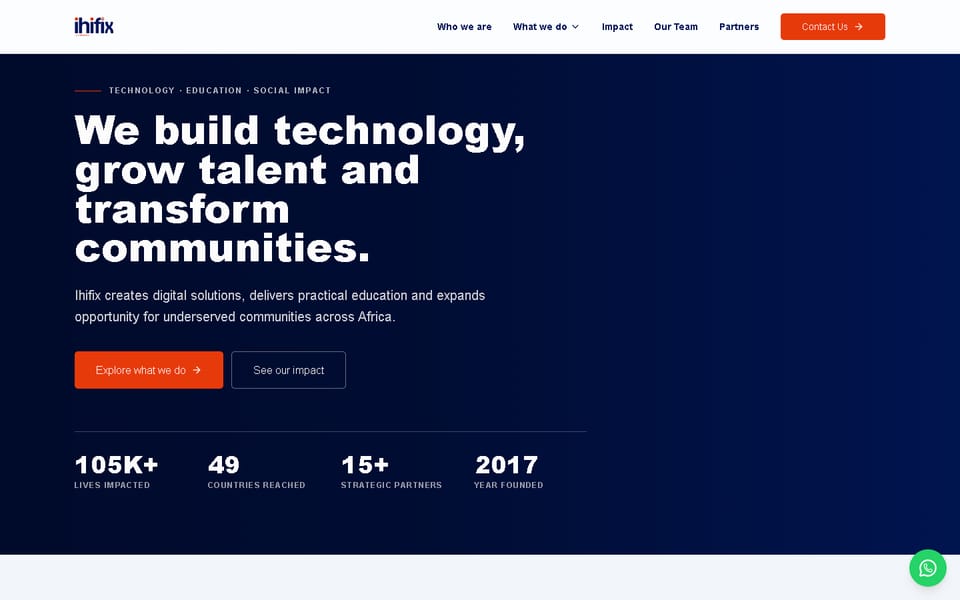 ihifix
Who we are
What we do
Impact
Our Team
Partners
Contact Us →
TECHNOLOGY · EDUCATION · SOCIAL IMPACT
We build technology,
grow talent and
transform
communities.
Ihifix creates digital solutions, delivers practical education and expands
opportunity for underserved communities across Africa.
Explore what we do →
See our impact
105K+
LIVES IMPACTED
49
COUNTRIES REACHED
15+
STRATEGIC PARTNERS
2017
YEAR FOUNDED